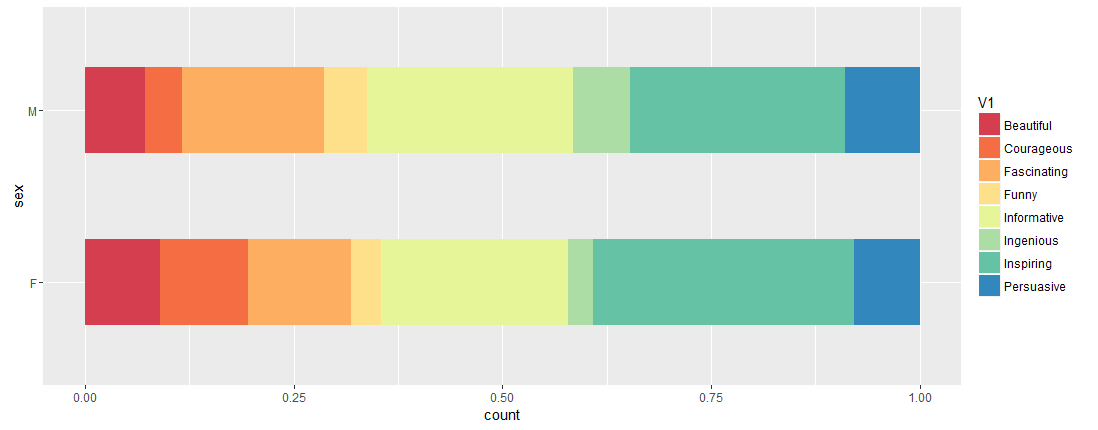 M
sex
F
0.00 0.25 0.50 0.75 1.00
count
V1
Beautiful
Courageous
Fascinating
Funny
Informative
Ingenious
Inspiring
Persuasive